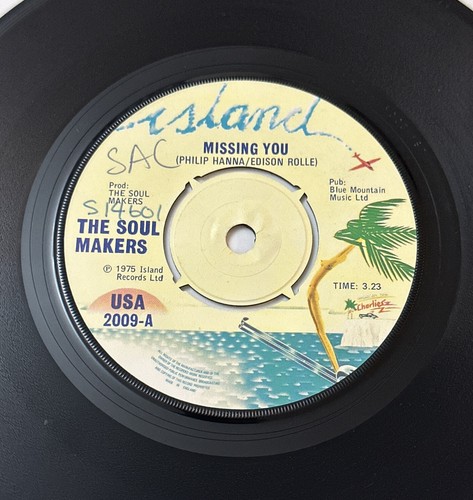 island
MISSING YOU
(PHILIP HANNA/EDISON ROLLE)
SAC
Prod:
THE SOUL
MAKERS
Pub:
Blue Mountain
Music Ltd
S14601
THE SOUL
MAKERS
℗ 1975 Island
Records Ltd
TIME: 3.23
USA
2009-A
Charlie's